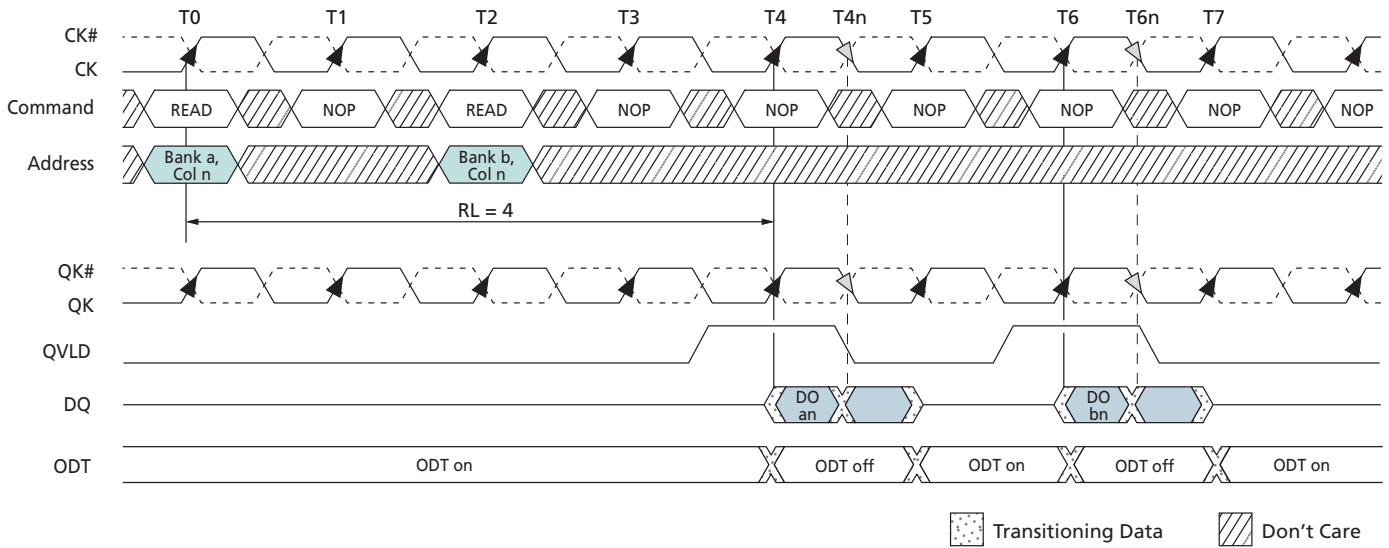 T0 T1 T2 T3 T4 T4n T5 T6 T6n T7
CK#
CK
Command READ NOP READ NOP NOP NOP NOP NOP NOP
Address Bank a, Col n Bank b, Col n
RL = 4
QK#
QK
QVLD
DQ DO an DO bn
ODT ODT on ODT off ODT on ODT off ODT on
Transitioning Data Don't Care